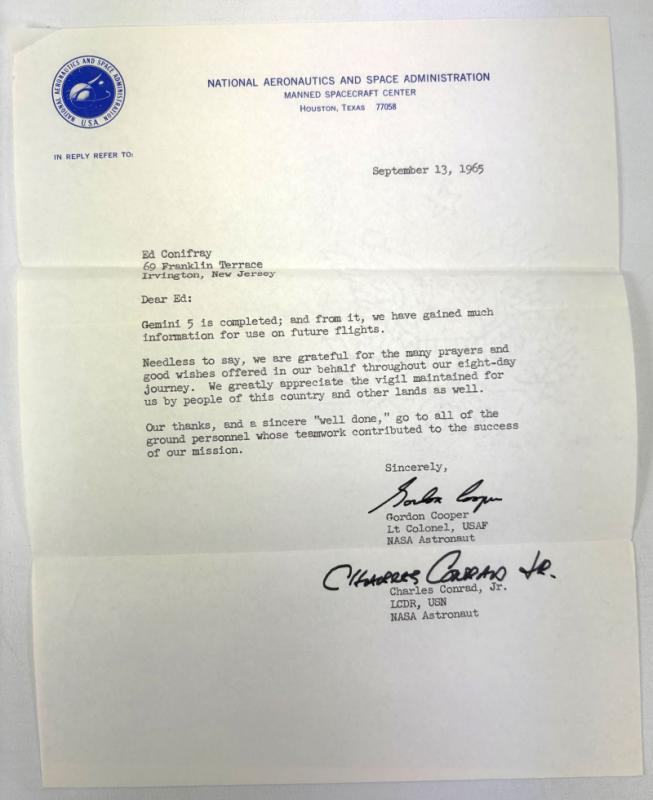 NATIONAL AERONAUTICS AND SPACE ADMINISTRATION
U.S.A.
NATIONAL AERONAUTICS AND SPACE ADMINISTRATION
MANNED SPACECRAFT CENTER
HOUSTON, TEXAS 77058
IN REPLY REFER TO:
September 13, 1965
Ed Conifray
69 Franklin Terrace
Irvington, New Jersey
Dear Ed:
Gemini 5 is completed; and from it, we have gained much
information for use on future flights.
Needless to say, we are grateful for the many prayers and
good wishes offered in our behalf throughout our eight-day
journey. We greatly appreciate the vigil maintained for
us by people of this country and other lands as well.
Our thanks, and a sincere "well done," go to all of the
ground personnel whose teamwork contributed to the success
of our mission.
Sincerely,
Gordon Cooper
Gordon Cooper
Lt Colonel, USAF
NASA Astronaut
CHARLES CONRAD JR.
Charles Conrad, Jr.
LCDR, USN
NASA Astronaut